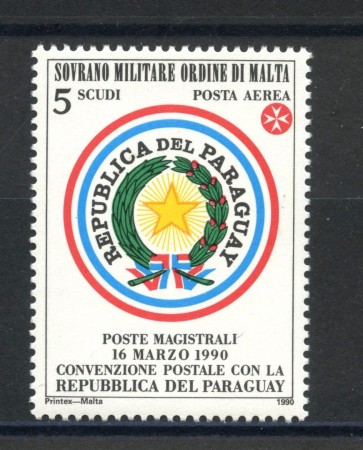 SOVRANO MILITARE ORDINE DI MALTA
5 SCUDI POSTA AEREA
REPUBLICA DEL PARAGUAY
POSTE MAGISTRALI
16 MARZO 1990
CONVENZIONE POSTALE CON LA
REPUBBLICA DEL PARAGUAY
Printex-Malta 1990